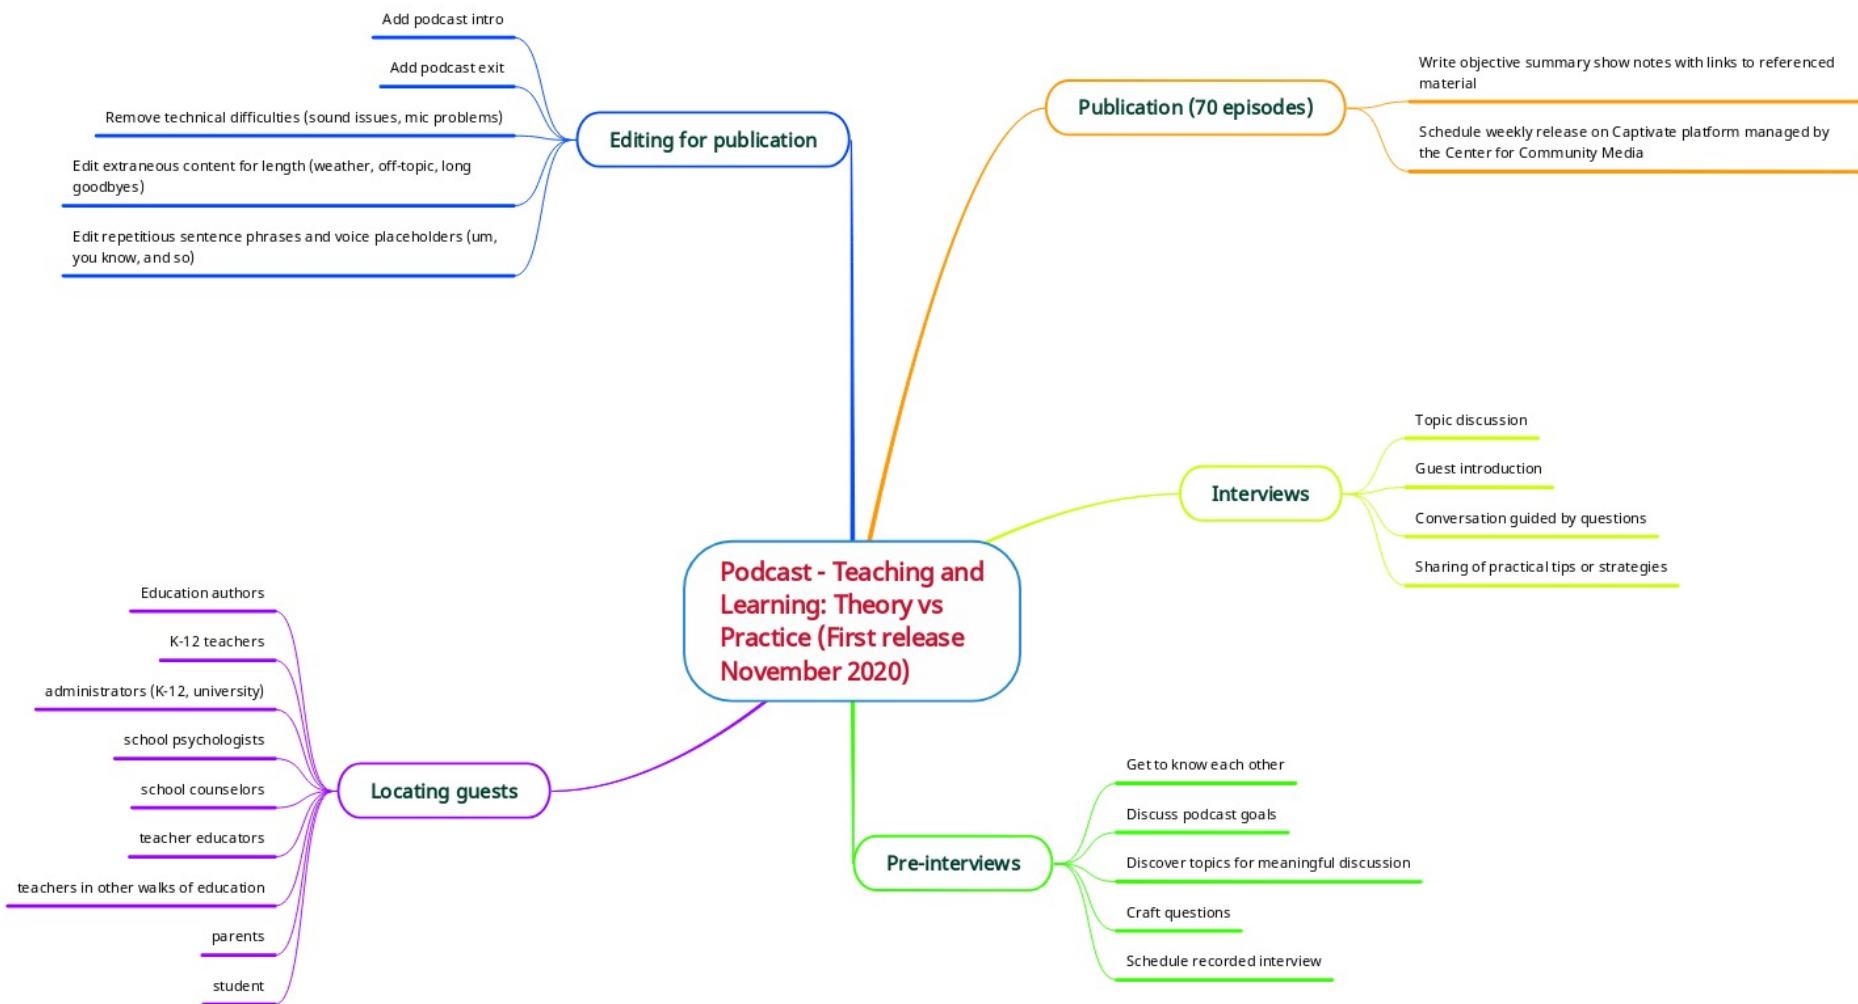 Podcast - Teaching and
Learning: Theory vs
Practice (First release
November 2020)
Editing for publication
Add podcast intro
Add podcast exit
Remove technical difficulties (sound issues, mic problems)
Edit extraneous content for length (weather, off-topic, long
goodbyes)
Edit repetitious sentence phrases and voice placeholders (um,
you know, and so)
Publication (70 episodes)
Write objective summary show notes with links to referenced
material
Schedule weekly release on Captivate platform managed by
the Center for Community Media
Interviews
Topic discussion
Guest introduction
Conversation guided by questions
Sharing of practical tips or strategies
Locating guests
Education authors
K-12 teachers
administrators (K-12, university)
school psychologists
school counselors
teacher educators
teachers in other walks of education
parents
student
Pre-interviews
Get to know each other
Discuss podcast goals
Discover topics for meaningful discussion
Craft questions
Schedule recorded interview